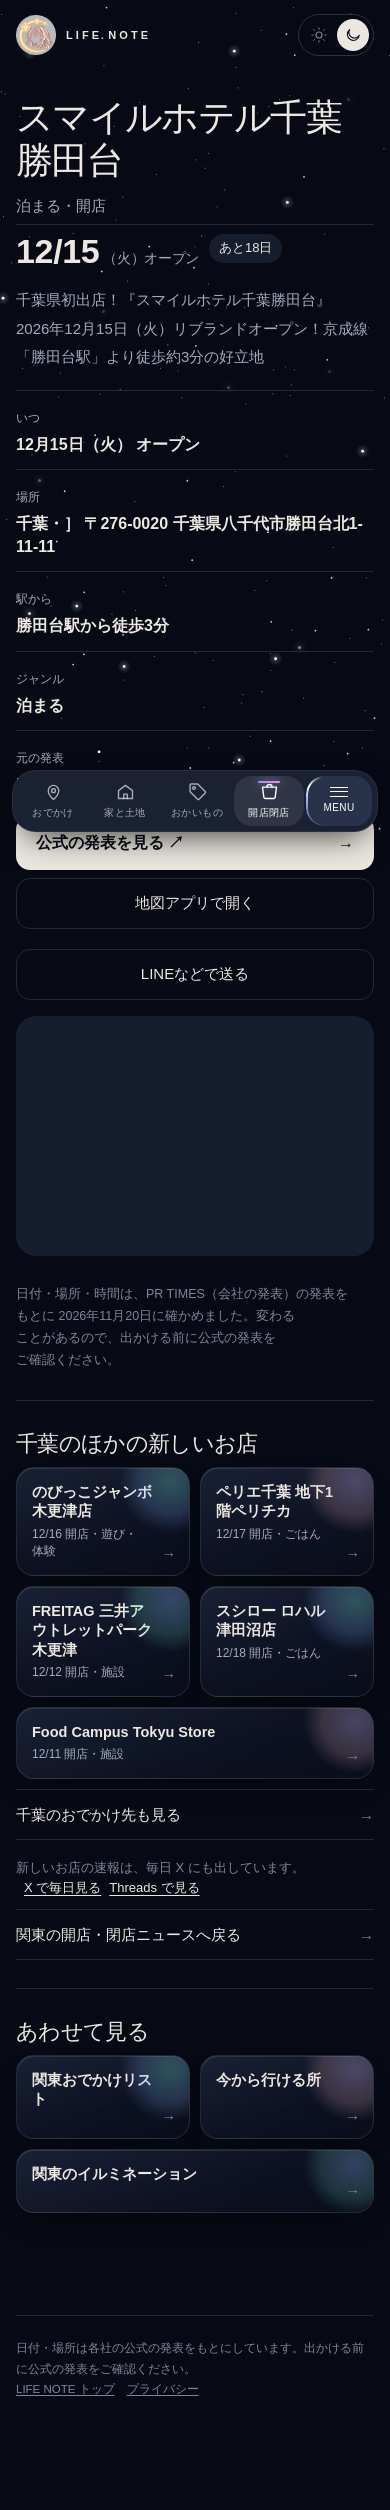 LIFE.NOTE
スマイルホテル千葉
勝田台
泊まる・開店
12/15（火）オープン あと18日
千葉県初出店！『スマイルホテル千葉勝田台』
2026年12月15日（火）リブランドオープン！京成線
「勝田台駅」より徒歩約3分の好立地
いつ
12月15日（火） オープン
場所
千葉・］ 〒276-0020 千葉県八千代市勝田台北1-
11-11
駅から
勝田台駅から徒歩3分
ジャンル
泊まる
元の発表
おでかけ 家と土地 おかいもの 開店閉店 MENU
公式の発表を見る ↗ →
地図アプリで開く
LINEなどで送る
日付・場所・時間は、PR TIMES（会社の発表）の発表を
もとに 2026年11月20日に確かめました。変わる
ことがあるので、出かける前に公式の発表を
ご確認ください。
千葉のほかの新しいお店
のびっこジャンボ
木更津店
12/16 開店・遊び・
体験
→
ペリエ千葉 地下1
階ペリチカ
12/17 開店・ごはん
→
FREITAG 三井ア
ウトレットパーク
木更津
12/12 開店・施設
→
スシロー ロハル
津田沼店
12/18 開店・ごはん
→
Food Campus Tokyu Store
12/11 開店・施設
→
千葉のおでかけ先も見る →
新しいお店の速報は、毎日 X にも出しています。
X で毎日見る Threads で見る
関東の開店・閉店ニュースへ戻る →
あわせて見る
関東おでかけリス
ト
→
今から行ける所
→
関東のイルミネーション
→
日付・場所は各社の公式の発表をもとにしています。出かける前
に公式の発表をご確認ください。
LIFE NOTE トップ プライバシー